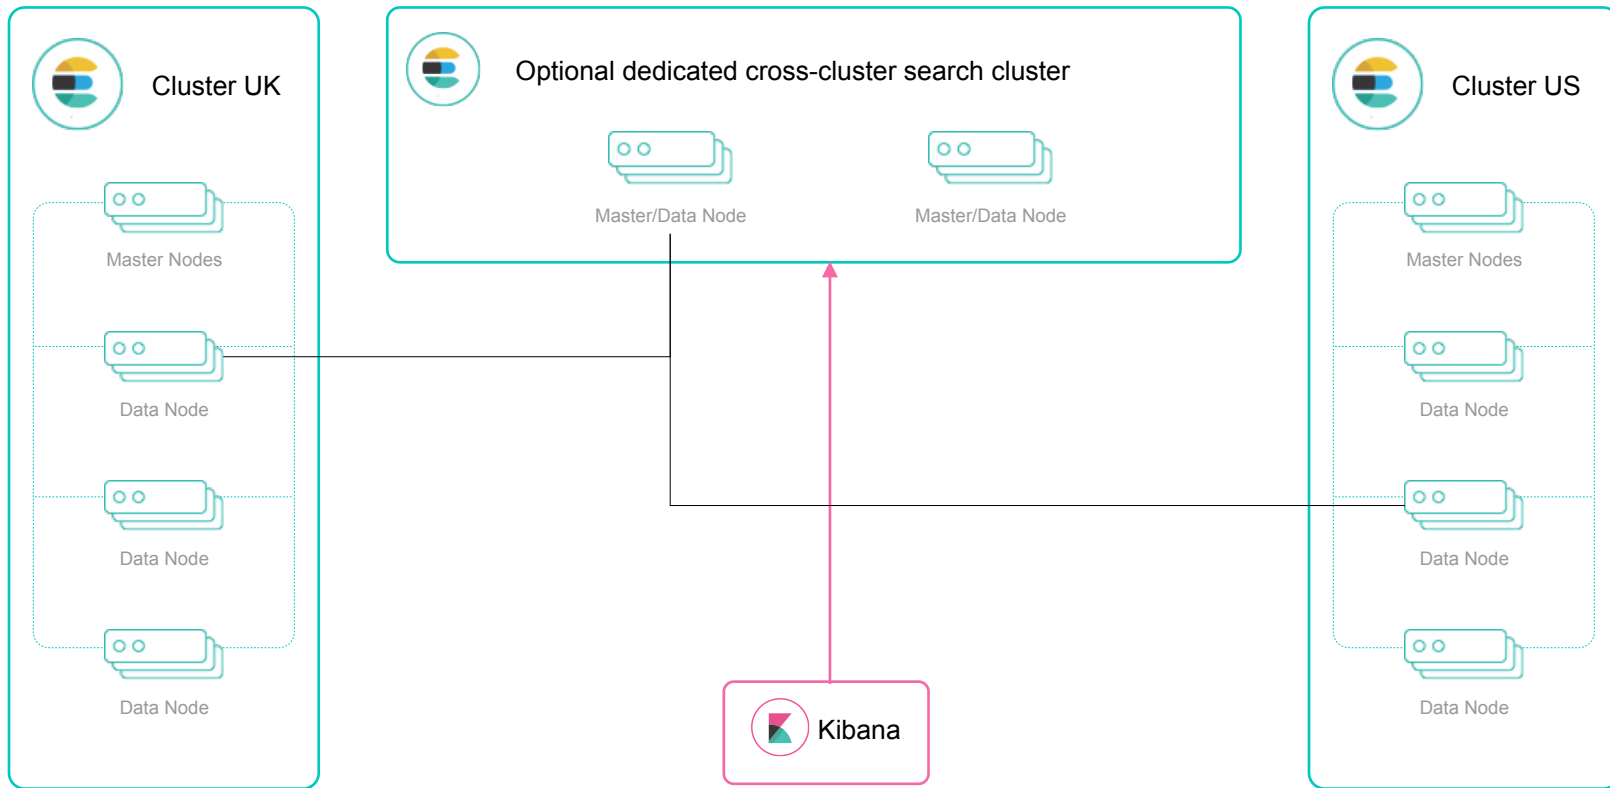 Cluster UK
Master Nodes
Data Node
Data Node
Data Node
Optional dedicated cross-cluster search cluster
Master/Data Node
Master/Data Node
Kibana
Cluster US
Master Nodes
Data Node
Data Node
Data Node